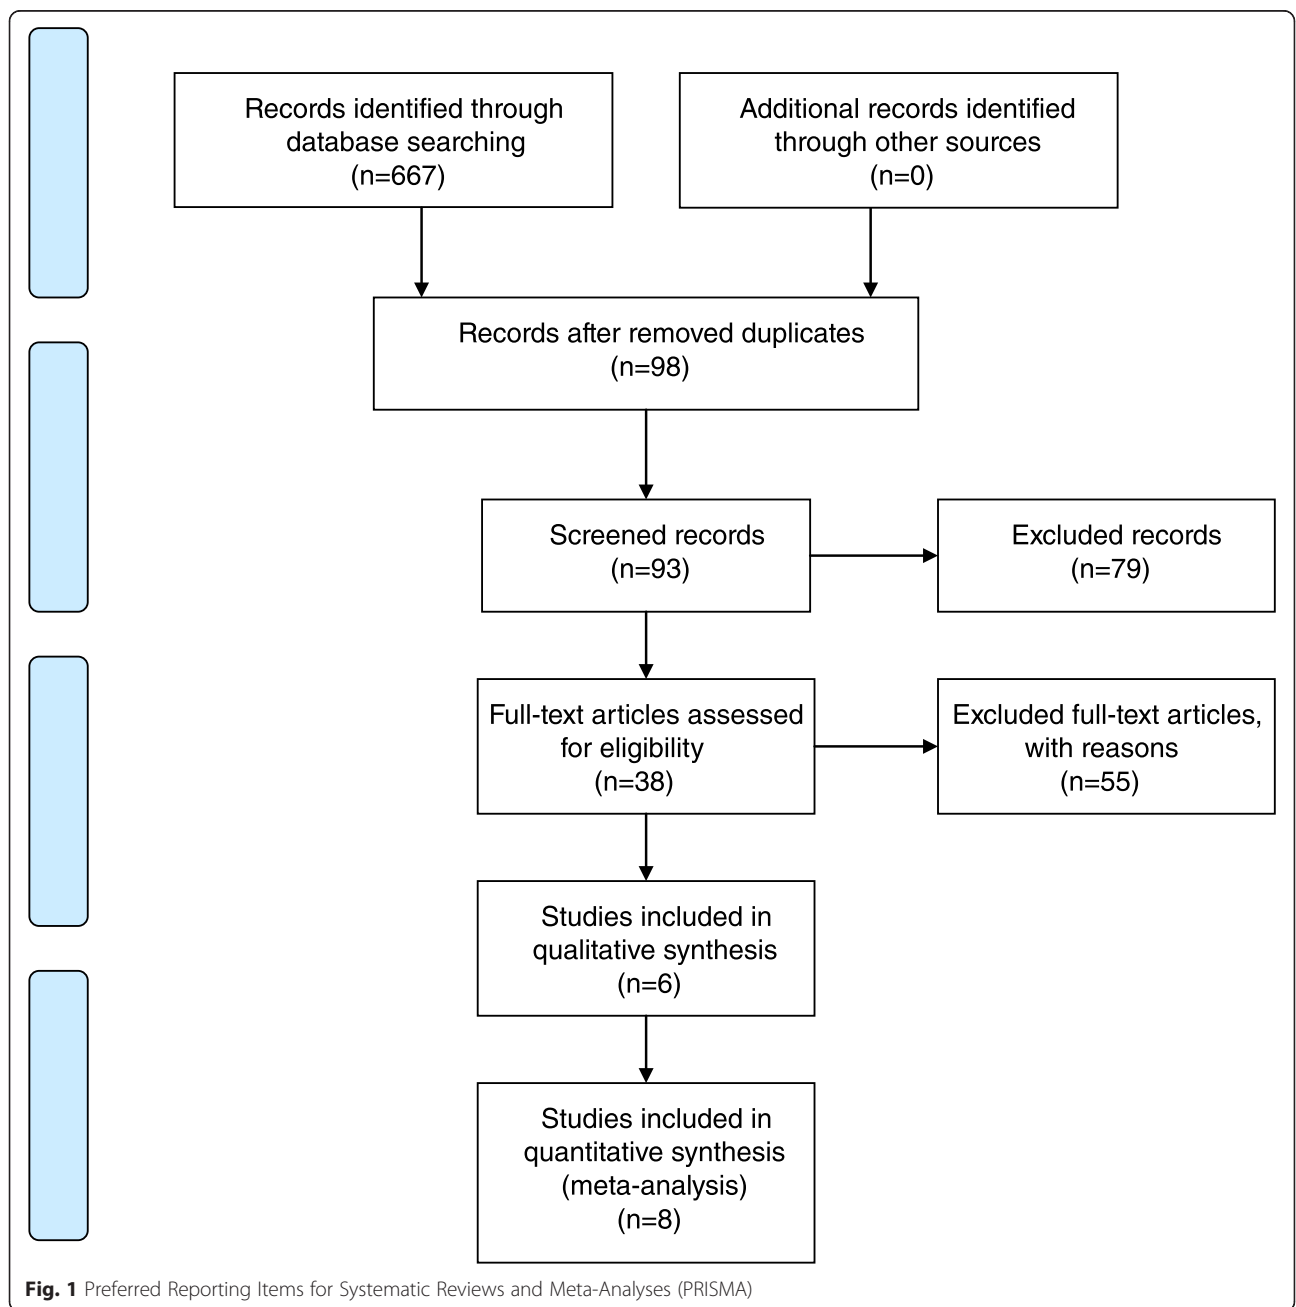 Records identified through
database searching
(n=667)
Additional records identified
through other sources
(n=0)
Records after removed duplicates
(n=98)
Screened records
(n=93)
Excluded records
(n=79)
Full-text articles assessed
for eligibility
(n=38)
Excluded full-text articles,
with reasons
(n=55)
Studies included in
qualitative synthesis
(n=6)
Studies included in
quantitative synthesis
(meta-analysis)
(n=8)
Fig. 1 Preferred Reporting Items for Systematic Reviews and Meta-Analyses (PRISMA)